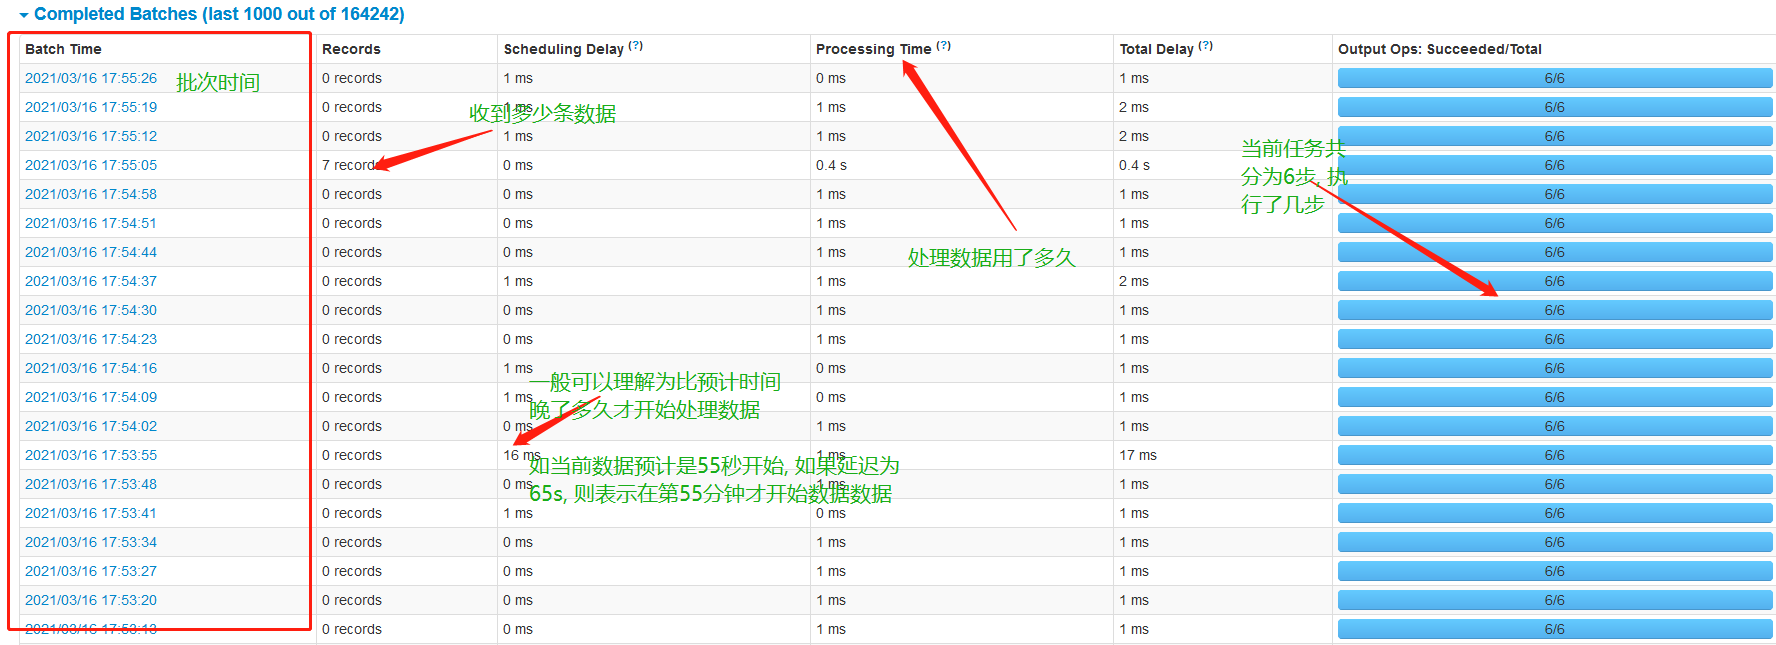 Completed Batches (last 1000 out of 164242)
Batch Time Records Scheduling Delay (?) Processing Time (?) Total Delay (?) Output Ops: Succeeded/Total
2021/03/16 17:55:26 0 records 1 ms 0 ms 1 ms 6/6
批次时间
2021/03/16 17:55:19 0 records 1 ms 1 ms 2 ms 6/6
收到多少条数据
2021/03/16 17:55:12 0 records 1 ms 1 ms 2 ms 6/6
2021/03/16 17:55:05 7 records 0 ms 0.4 s 0.4 s 6/6
当前任务共
分为6步, 执
行了几步
2021/03/16 17:54:58 0 records 0 ms 1 ms 1 ms 6/6
2021/03/16 17:54:51 0 records 0 ms 1 ms 1 ms 6/6
2021/03/16 17:54:44 0 records 0 ms 1 ms 1 ms 6/6
处理数据用了多久
2021/03/16 17:54:37 0 records 1 ms 1 ms 2 ms 6/6
2021/03/16 17:54:30 0 records 0 ms 1 ms 1 ms 6/6
2021/03/16 17:54:23 0 records 0 ms 1 ms 1 ms 6/6
2021/03/16 17:54:16 0 records 1 ms 0 ms 1 ms 6/6
一般可以理解为比预计时间
晚了多久才开始处理数据
2021/03/16 17:54:09 0 records 1 ms 0 ms 1 ms 6/6
2021/03/16 17:54:02 0 records 0 ms 1 ms 1 ms 6/6
2021/03/16 17:53:55 0 records 16 ms 1 ms 17 ms 6/6
如当前数据预计是55秒开始, 如果延迟为
65s, 则表示在第55分钟才开始数据数据
2021/03/16 17:53:48 0 records 0 ms 1 ms 1 ms 6/6
2021/03/16 17:53:41 0 records 1 ms 0 ms 1 ms 6/6
2021/03/16 17:53:34 0 records 0 ms 1 ms 1 ms 6/6
2021/03/16 17:53:27 0 records 0 ms 1 ms 1 ms 6/6
2021/03/16 17:53:20 0 records 0 ms 1 ms 1 ms 6/6
2021/03/16 17:53:13 0 records 0 ms 1 ms 1 ms 6/6